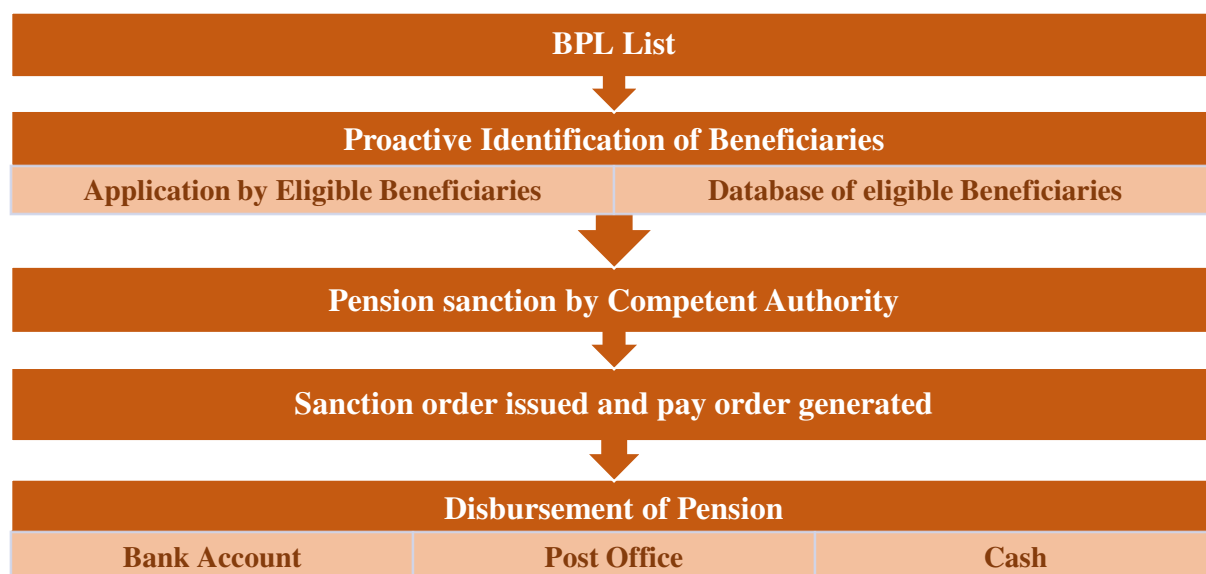 BPL List
Proactive Identification of Beneficiaries
Application by Eligible Beneficiaries
Database of eligible Beneficiaries
Pension sanction by Competent Authority
Sanction order issued and pay order generated
Disbursement of Pension
Bank Account
Post Office
Cash